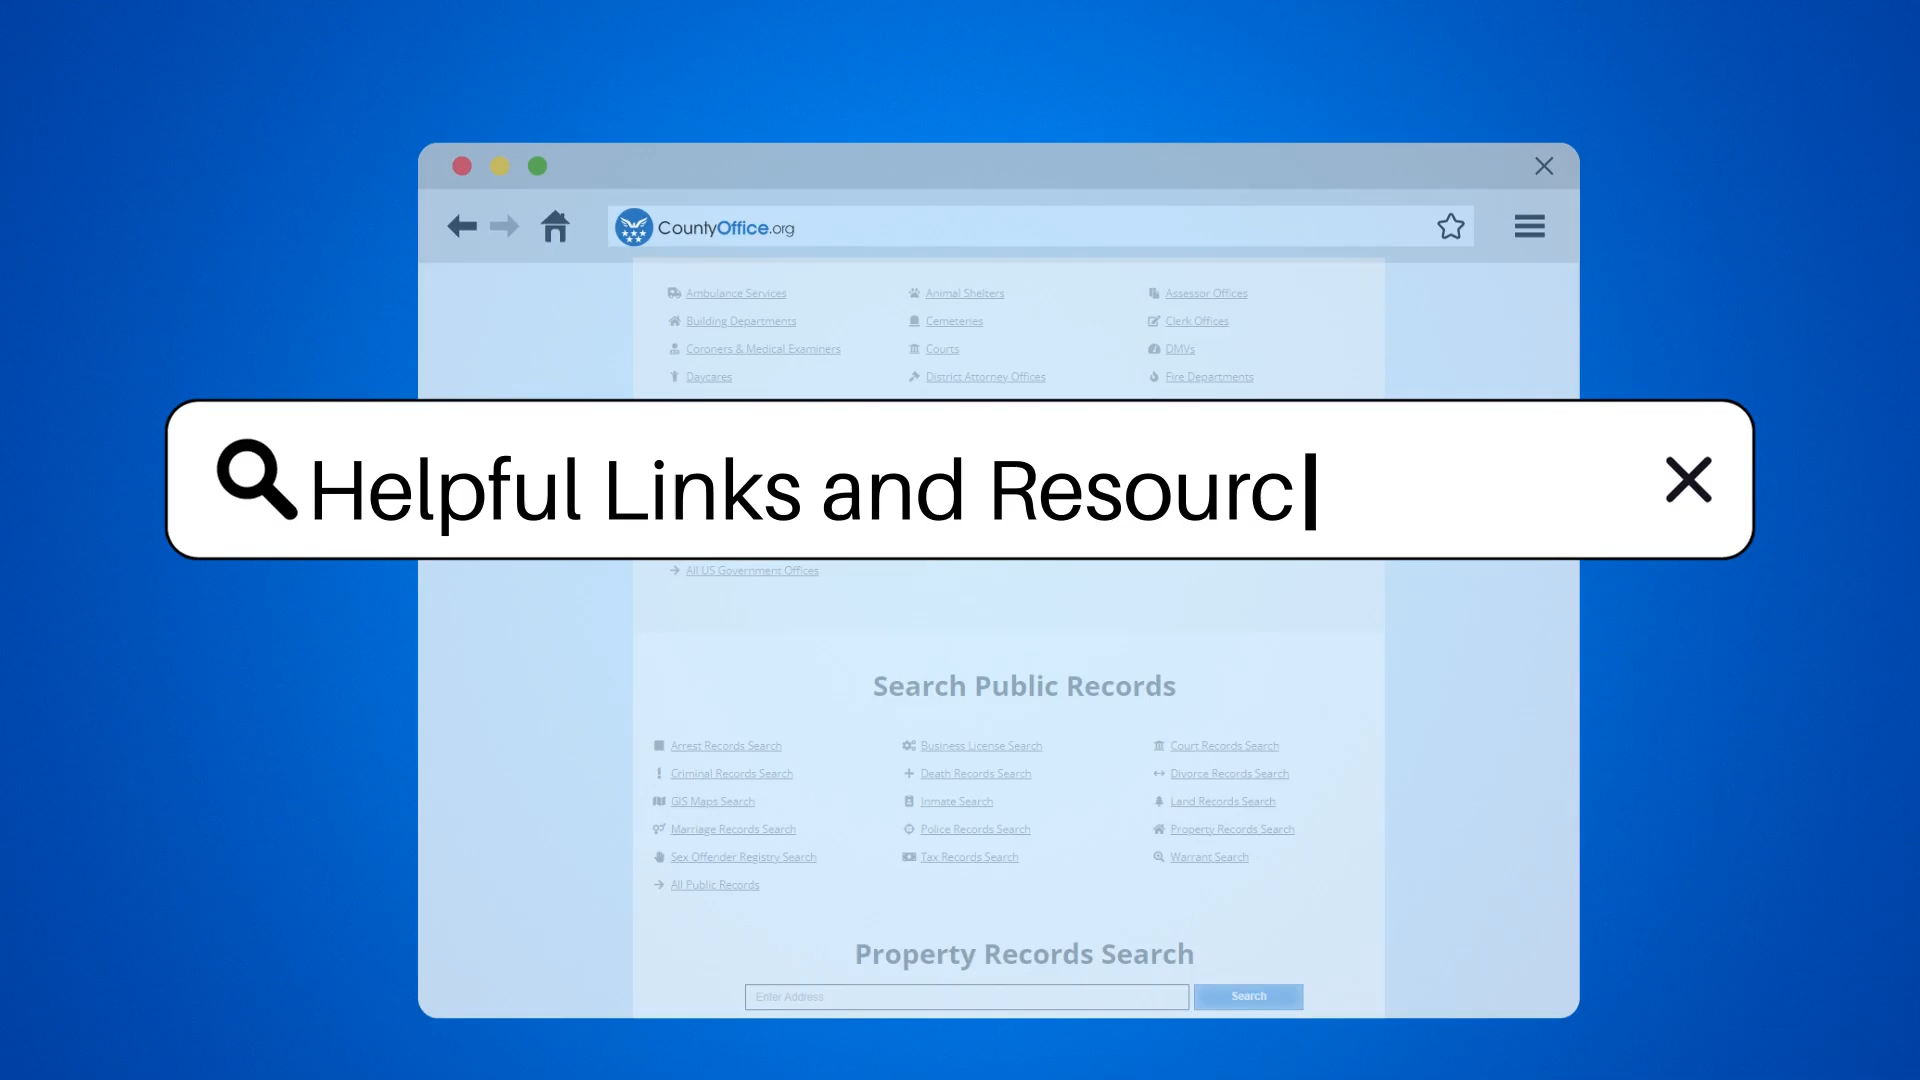 CountyOffice.org
Ambulance Services Animal Shelters Assessor Offices
Building Departments Cemeteries Clerk Offices
Coroners & Medical Examiners Courts DMVs
Daycares District Attorney Offices Fire Departments
Helpful Links and Resourc
All US Government Offices
Search Public Records
Arrest Records Search Business License Search Court Records Search
Criminal Records Search Death Records Search Divorce Records Search
GIS Maps Search Inmate Search Land Records Search
Marriage Records Search Police Records Search Property Records Search
Sex Offender Registry Search Tax Records Search Warrant Search
All Public Records
Property Records Search
Enter Address Search